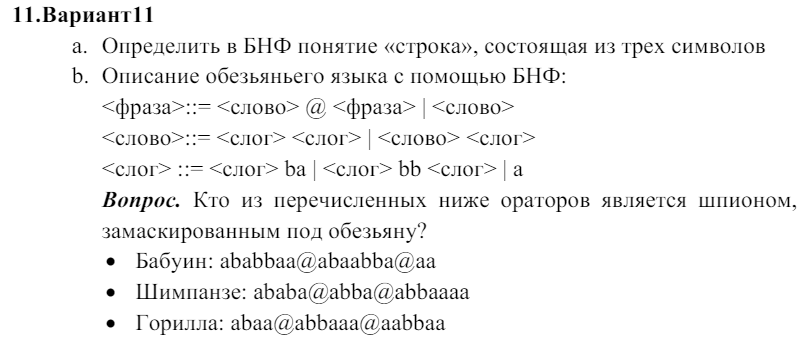 11.Вариант11
a. Определить в БНФ понятие «строка», состоящая из трех символов
b. Описание обезьяньего языка с помощью БНФ:
<фраза>::= <слово> @ <фраза> | <слово>
<слово>::= <слог> <слог> | <слово> <слог>
<слог> ::= <слог> ba | <слог> bb <слог> | a
Вопрос. Кто из перечисленных ниже ораторов является шпионом,
замаскированным под обезьяну?
• Бабуин: ababbaa@abaabba@aa
• Шимпанзе: ababa@abba@abbaaaa
• Горилла: abaa@abbaaa@aabbaa